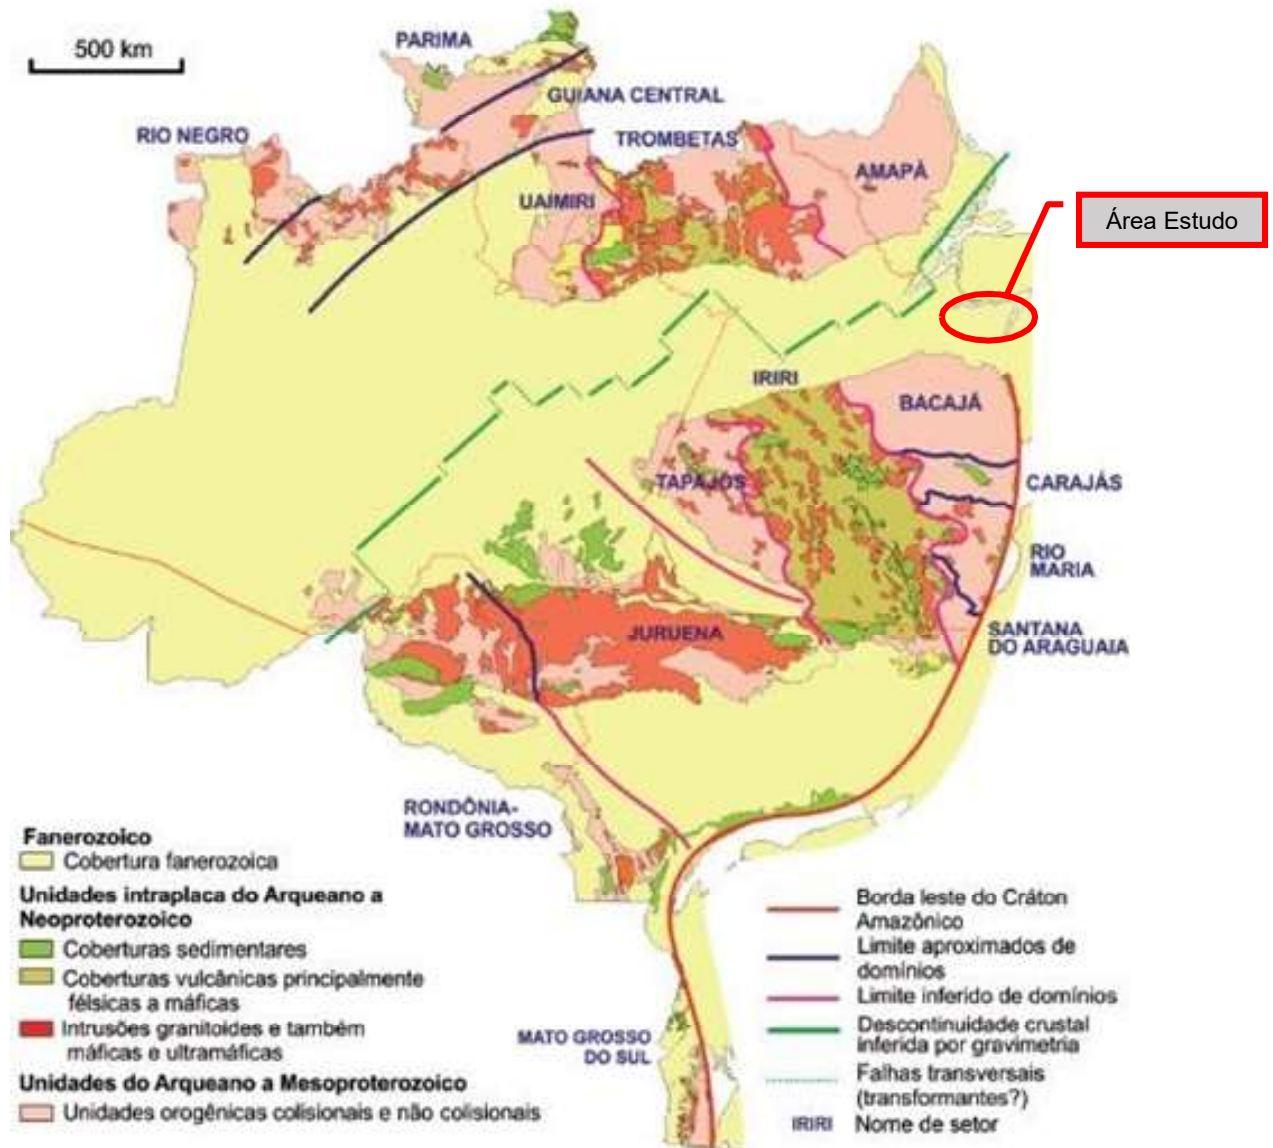 500 km
PARIMA
GUIANA CENTRAL
RIO NEGRO
TROMBETAS
AMAPÀ
UAIMIRI
Área Estudo
IRIRI
BACAJÁ
TAPAJÓS
CARAJÁS
RIO
MARIA
JURUENA
SANTANA
DO ARAGUAIA
RONDÔNIA-
MATO GROSSO
MATO GROSSO
DO SUL
Fanerozoico
Cobertura fanerozoica
Unidades intraplaca do Arqueano a
Neoproterozoico
Coberturas sedimentares
Coberturas vulcânicas principalmente
félsicas a máficas
Intrusões granitoides e também
máficas e ultramáficas
Unidades do Arqueano a Mesoproterozoico
Unidades orogênicas colisionais e não colisionais
Borda leste do Cráton
Amazônico
Limite aproximados de
domínios
Limite inferido de domínios
Descontinuidade crustal
inferida por gravimetria
Falhas transversais
(transformantes?)
IRIRI Nome de setor